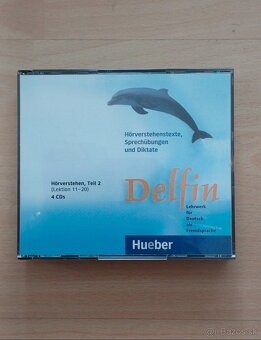 Hörverstehenstexte,
Sprechübungen
und Diktate
Hörverstehen, Teil 2
(Lektion 11–20)
4 CDs
Delfin
Lehrwerk
für
Deutsch
als
Fremdsprache
Hueber